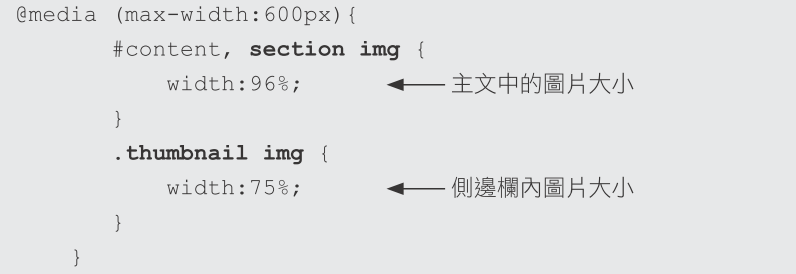 @media (max-width:600px){
#content, section img {
width:96%; 主文中的圖片大小
}
.thumbnail img {
width:75%; 側邊欄內圖片大小
}
}